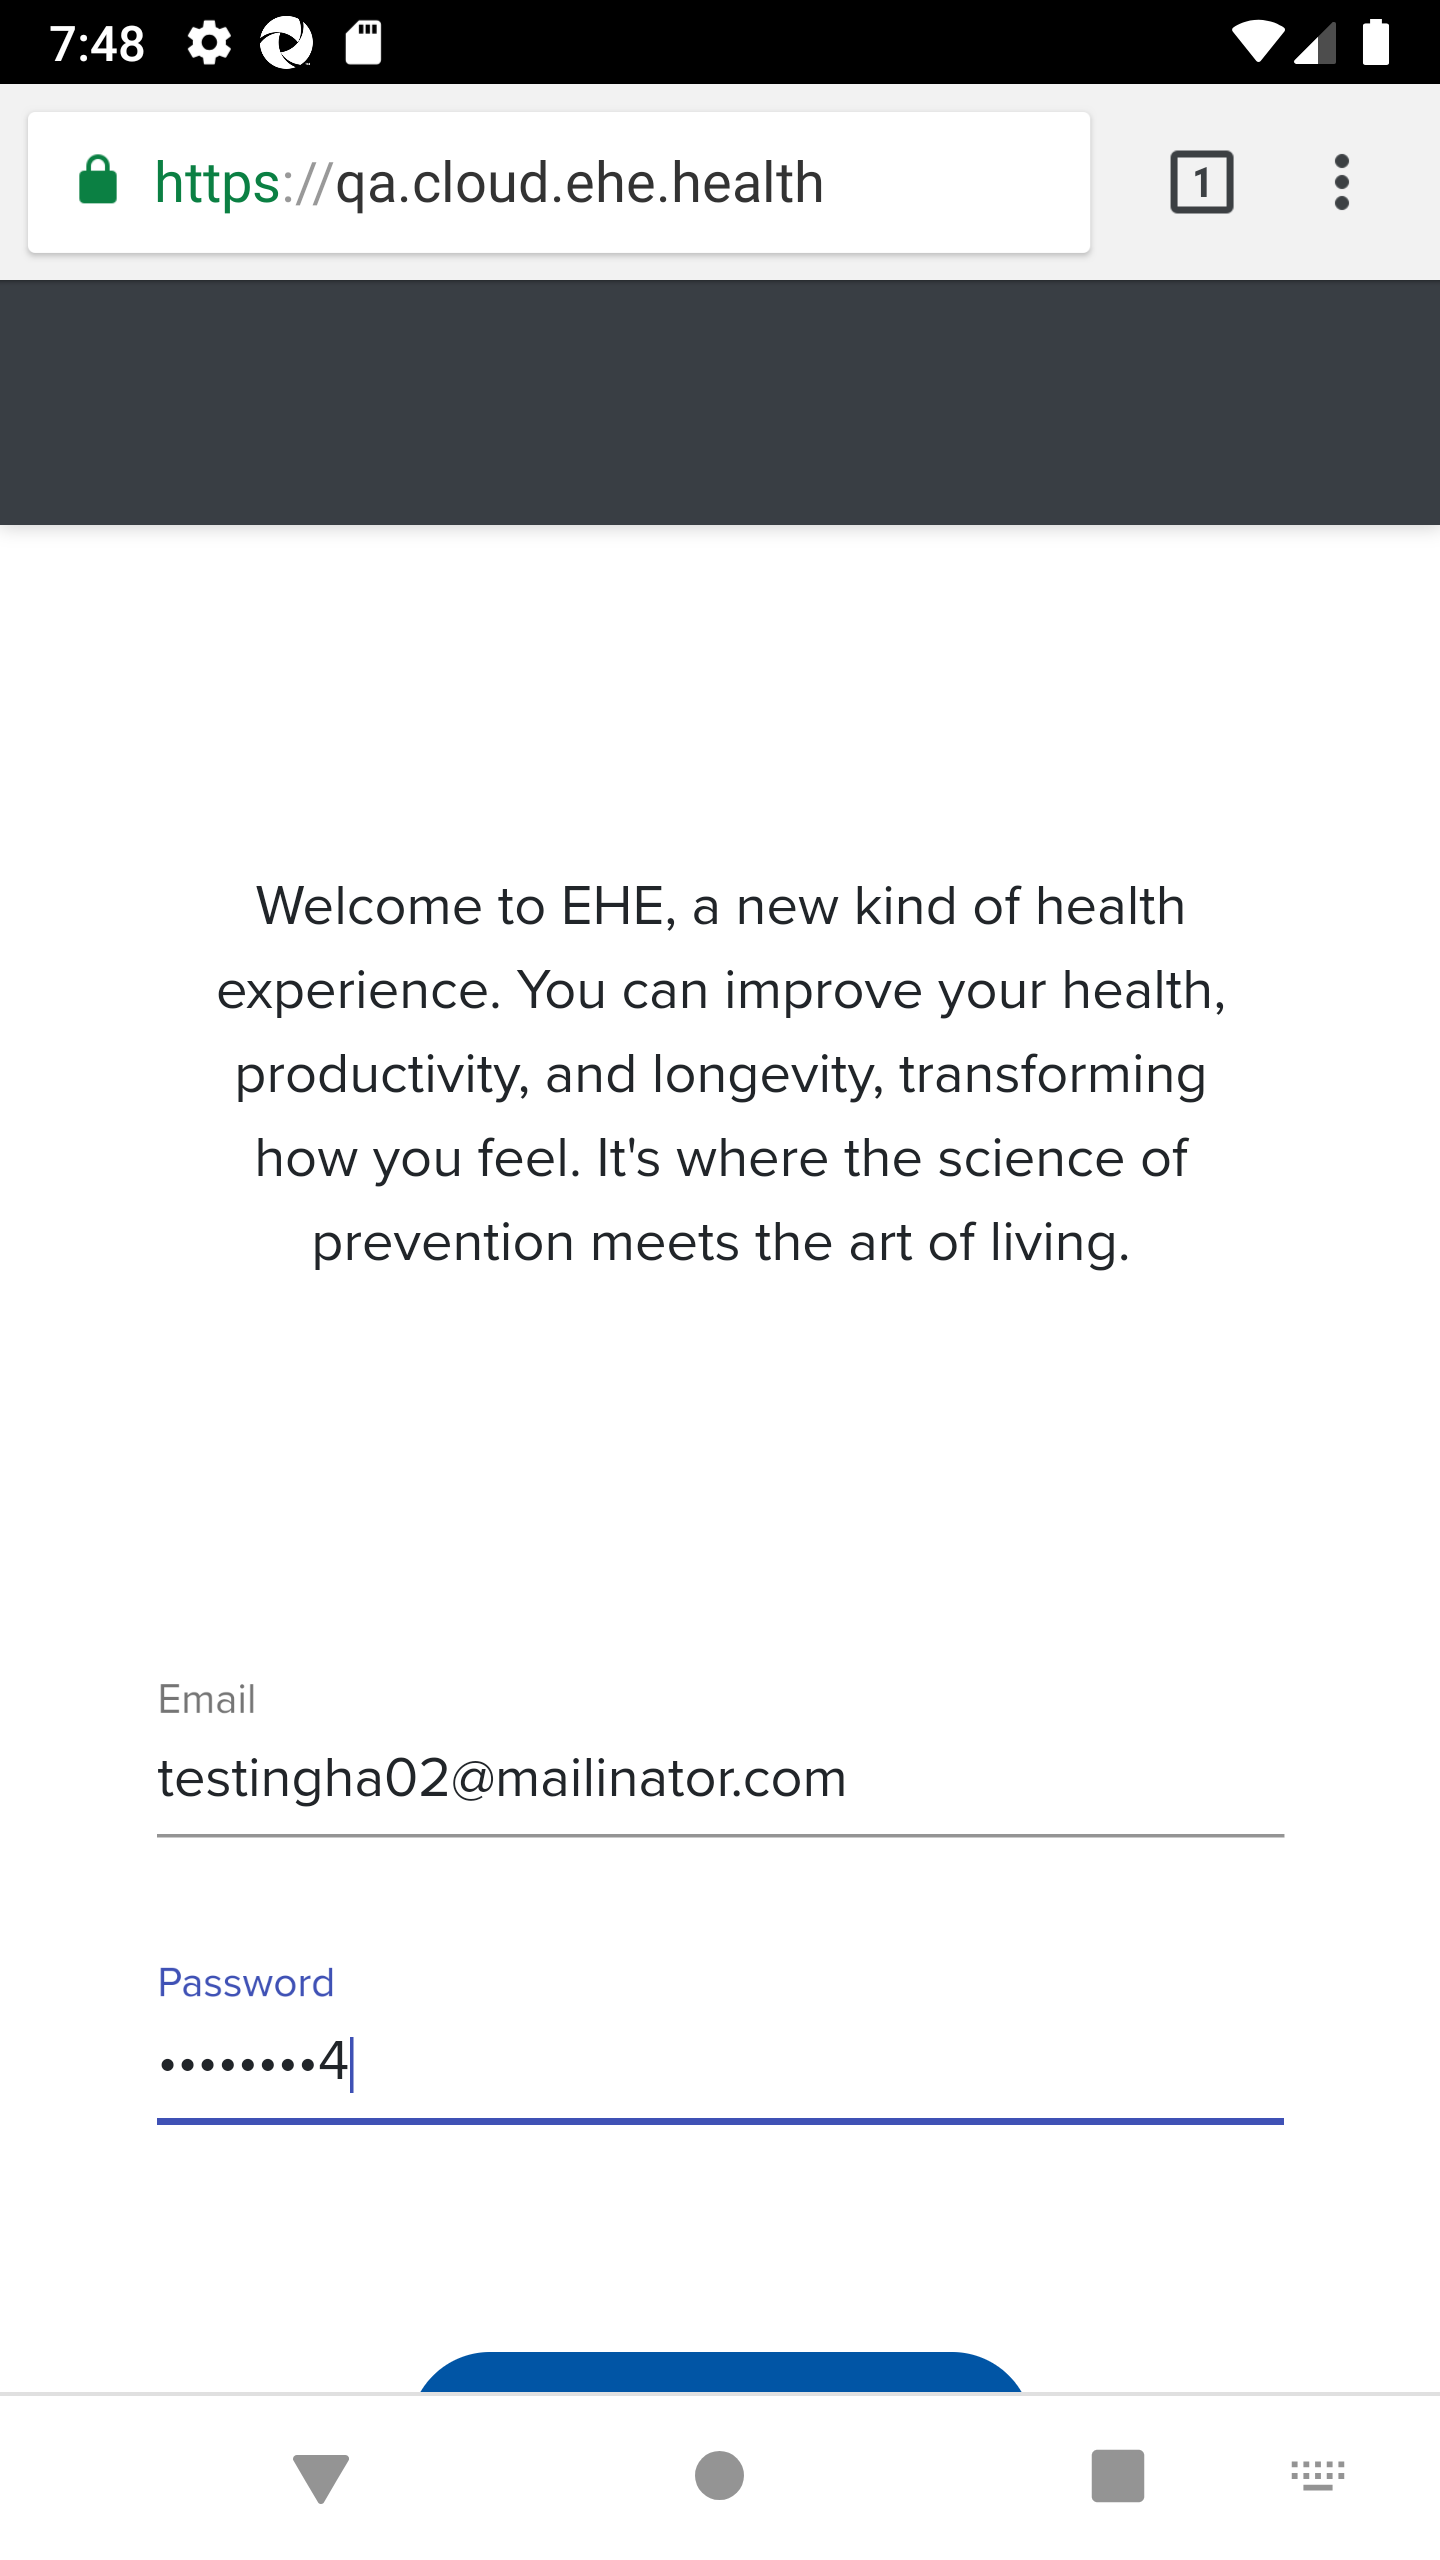 7:48
https://qa.cloud.ehe.health
1
Welcome to EHE, a new kind of health
experience. You can improve your health,
productivity, and longevity, transforming
how you feel. It's where the science of
prevention meets the art of living.
Email
testingha02@mailinator.com
Password
••••••••4